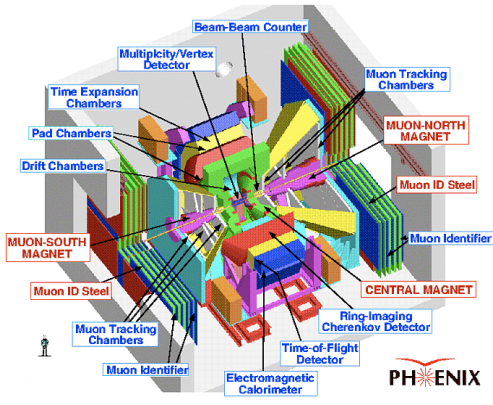 Beam-Beam Counter
Multiplcity/Vertex
Detector
Muon Tracking
Chambers
Time Expansion
Chambers
Pad Chambers
MUON-NORTH
MAGNET
Drift Chambers
Muon ID Steel
MUON-SOUTH
MAGNET
Muon Identifier
Muon ID Steel
CENTRAL MAGNET
Muon Tracking
Chambers
Ring-Imaging
Cherenkov Detector
Time-of-Flight
Detector
Muon Identifier
Electromagnetic
Calorimeter
PHENIX